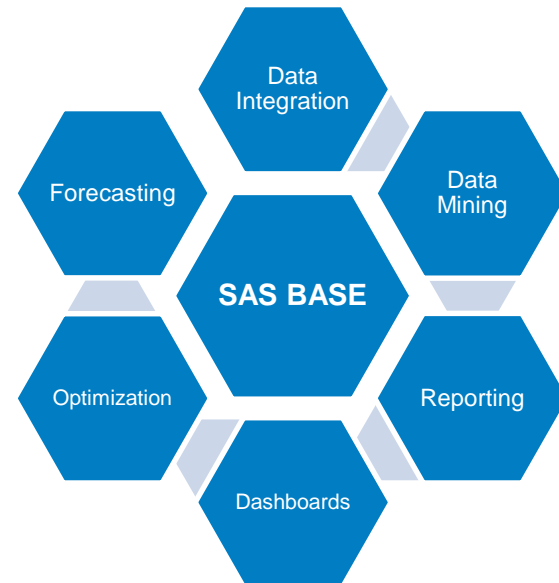 Data
Integration
Forecasting
Data
Mining
SAS BASE
Optimization
Reporting
Dashboards